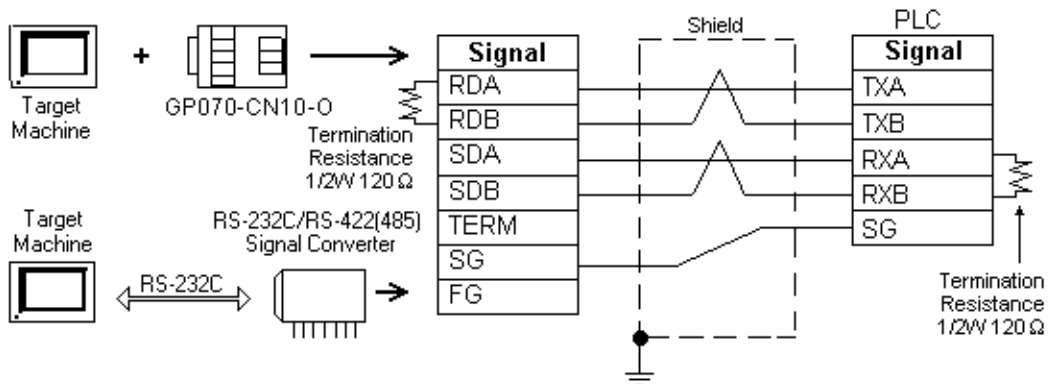 Target
Machine
+
GP070-CN10-O
Termination
Resistance
1/2W 120 Ω
Target
Machine
RS-232C
RS-232C/RS-422(485)
Signal Converter
Signal
RDA
RDB
SDA
SDB
TERM
SG
FG
Shield
PLC
Signal
TXA
TXB
RXA
RXB
SG
Termination
Resistance
1/2W 120 Ω